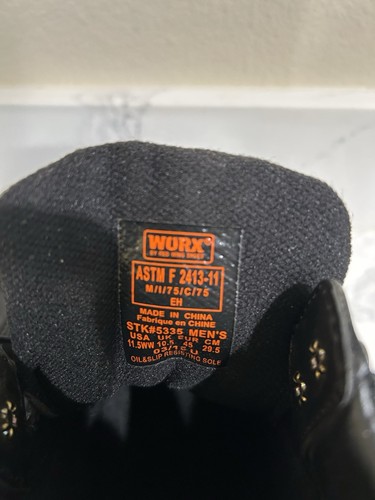 WORX
BY RED WING SHOES
ASTM F 2413-11
M/I/75/C/75
EH
MADE IN CHINA
Fabriqué en CHINE
STK#5335 MEN'S
USA UK EUR CM
11.5WW 10.5 45 29.5
OIL&SLIP RESISTING SOLE